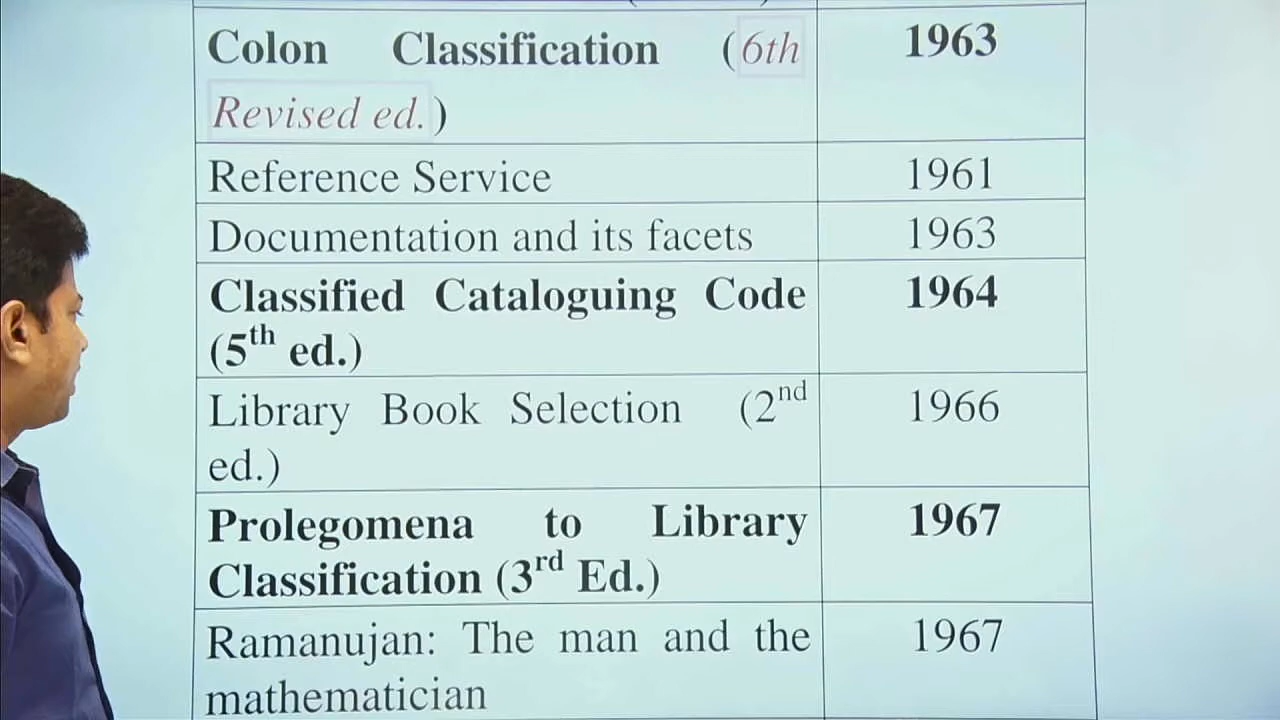 Colon Classification (6th 1963
Revised ed.)
Reference Service 1961
Documentation and its facets 1963
Classified Cataloguing Code 1964
(5th ed.)
Library Book Selection (2nd 1966
ed.)
Prolegomena to Library 1967
Classification (3rd Ed.)
Ramanujan: The man and the 1967
mathematician